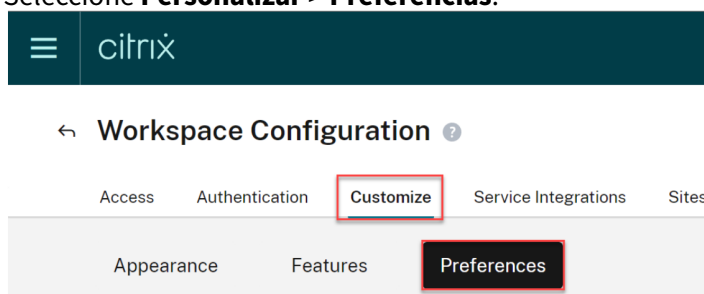 Seleccione Personalizar > Preferencias.
citrix
Workspace Configuration ?
Access Authentication Customize Service Integrations Sites
Appearance Features Preferences